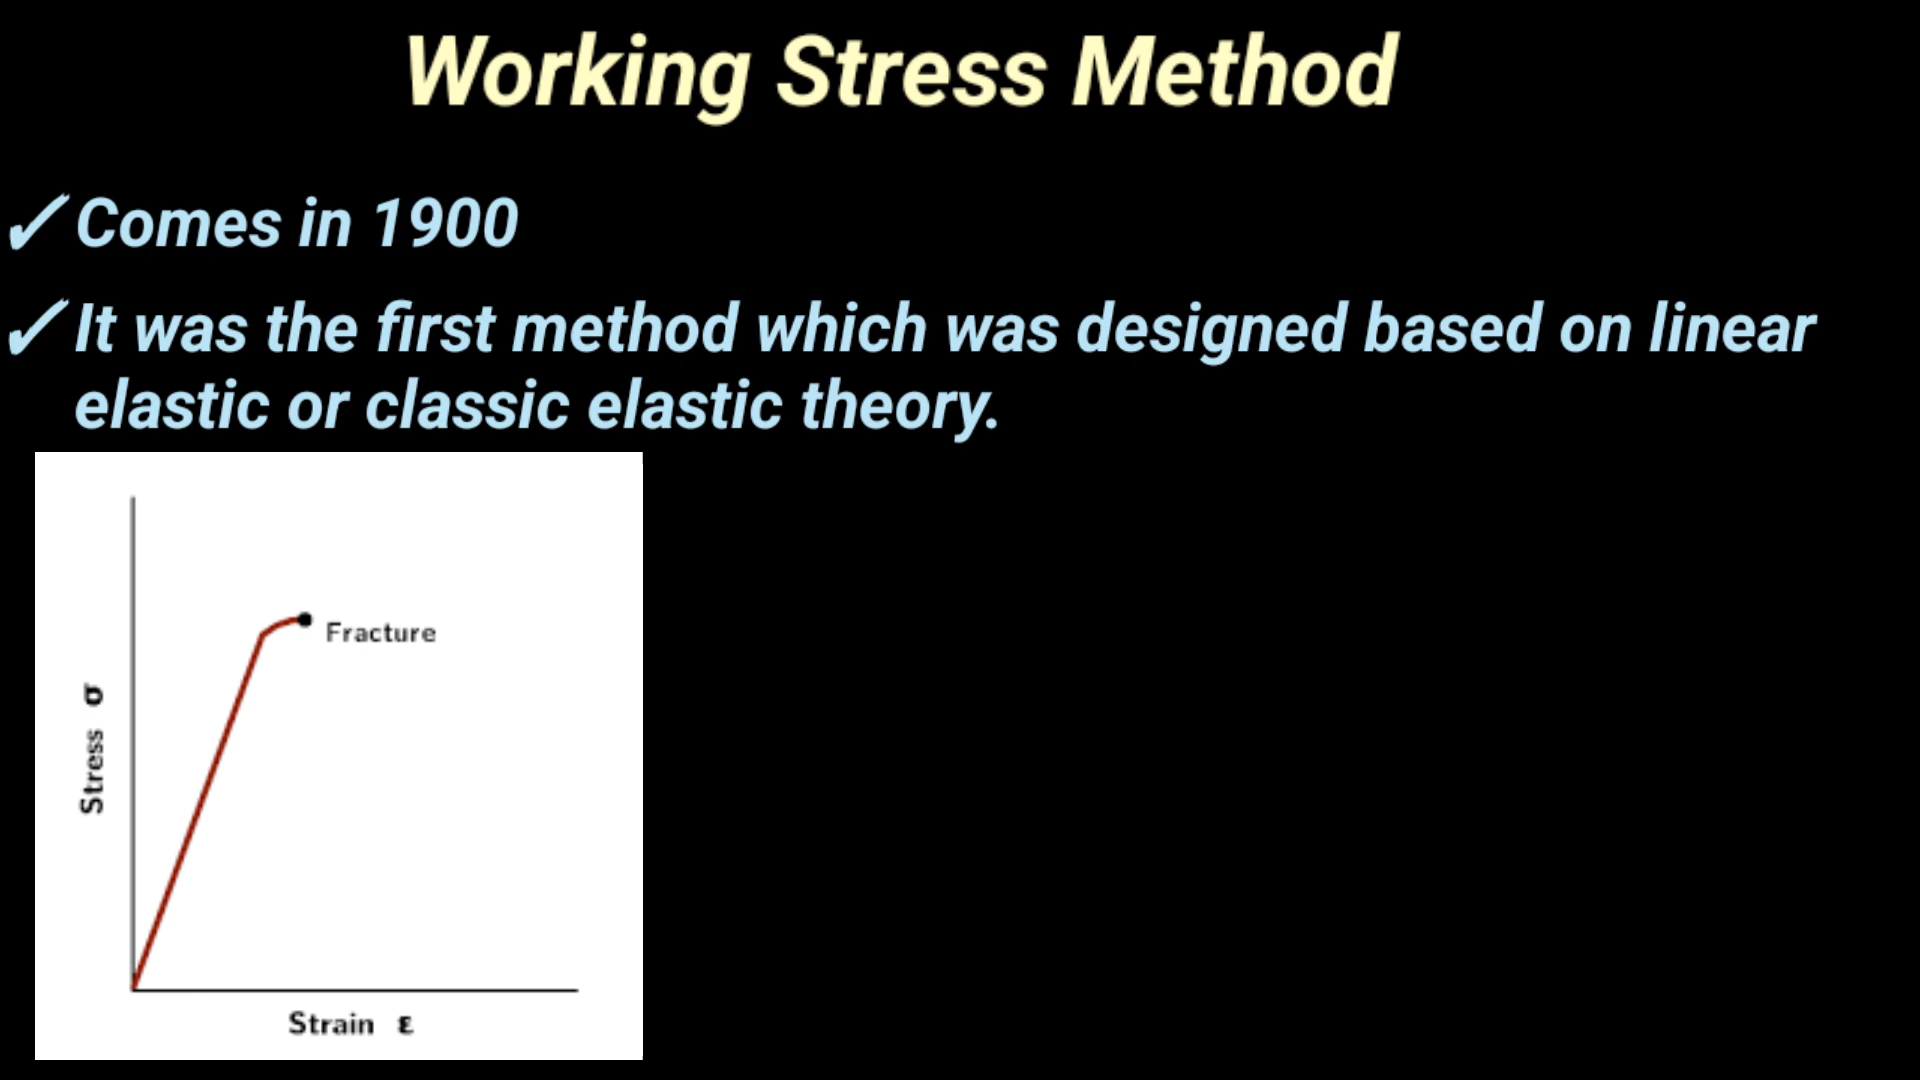 Working Stress Method
✓ Comes in 1900
✓ It was the first method which was designed based on linear
elastic or classic elastic theory.
Fracture
Stress σ
Strain ε